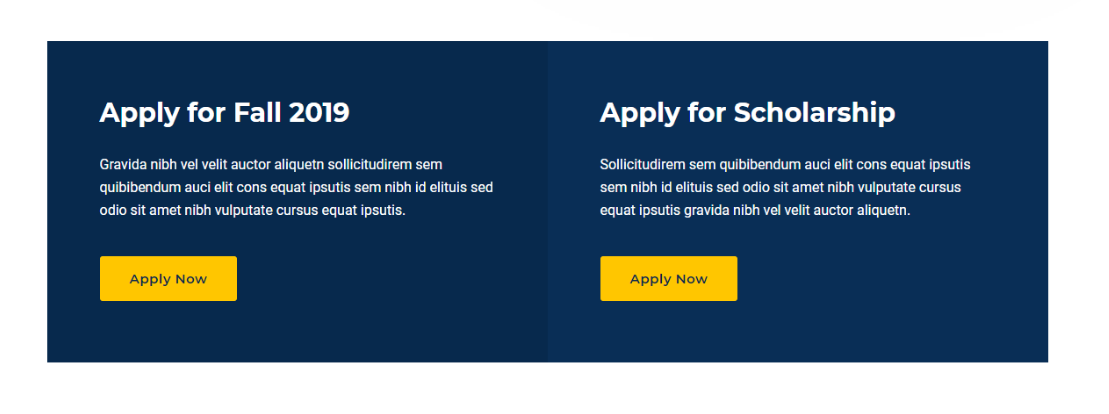 Apply for Fall 2019
Gravida nibh vel velit auctor aliquetn sollicitudirem sem
quibibendum auci elit cons equat ipsutis sem nibh id elituis sed
odio sit amet nibh vulputate cursus equat ipsutis.
Apply Now
Apply for Scholarship
Sollicitudirem sem quibibendum auci elit cons equat ipsutis
sem nibh id elituis sed odio sit amet nibh vulputate cursus
equat ipsutis gravida nibh vel velit auctor aliquetn.
Apply Now